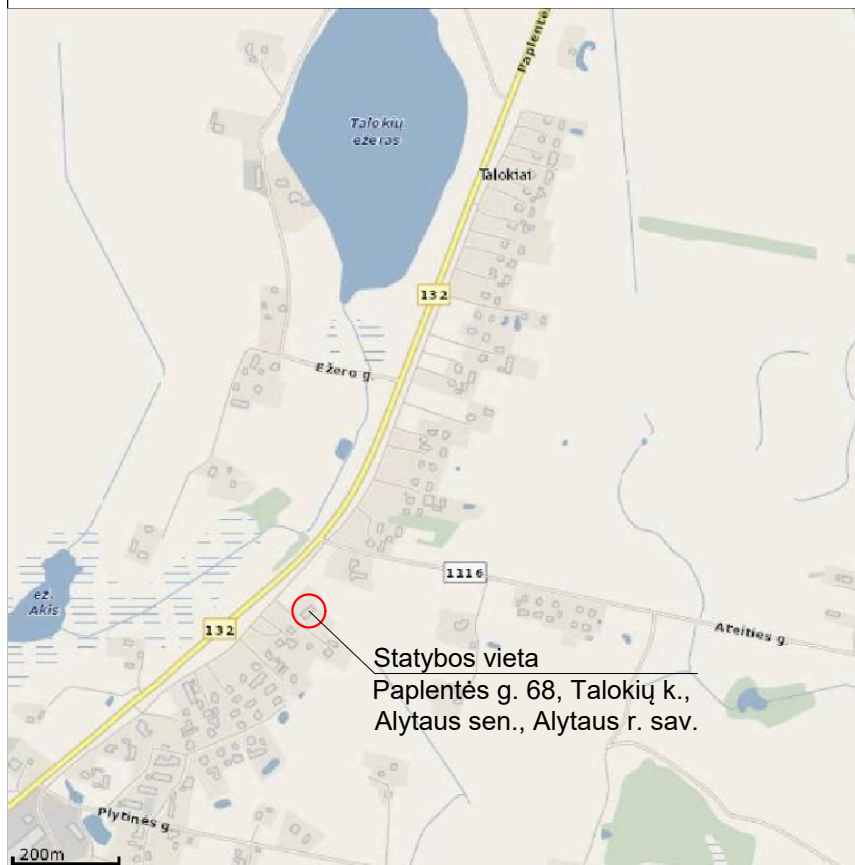 Paplentė
Talokių
ežeras
Talokiai
132
Ežero g.
1116
ež.
Akis
132
Ateities g.
Statybos vieta
Paplentės g. 68, Talokių k.,
Alytaus sen., Alytaus r. sav.
Plytinės g.
200m